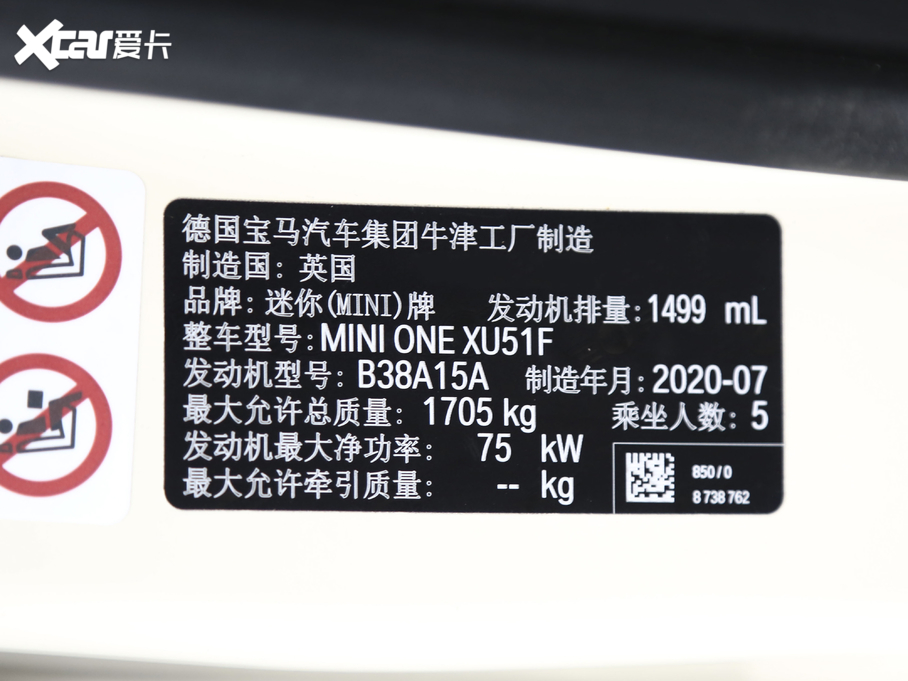 Xcar爱卡
德国宝马汽车集团牛津工厂制造
制造国：英国
品牌：迷你(MINI)牌 发动机排量：1499 mL
整车型号：MINI ONE XU51F
发动机型号：B38A15A 制造年月：2020-07
最大允许总质量：1705 kg 乘坐人数：5
发动机最大净功率： 75 kW
最大允许牵引质量： -- kg
850/0
8 738 762